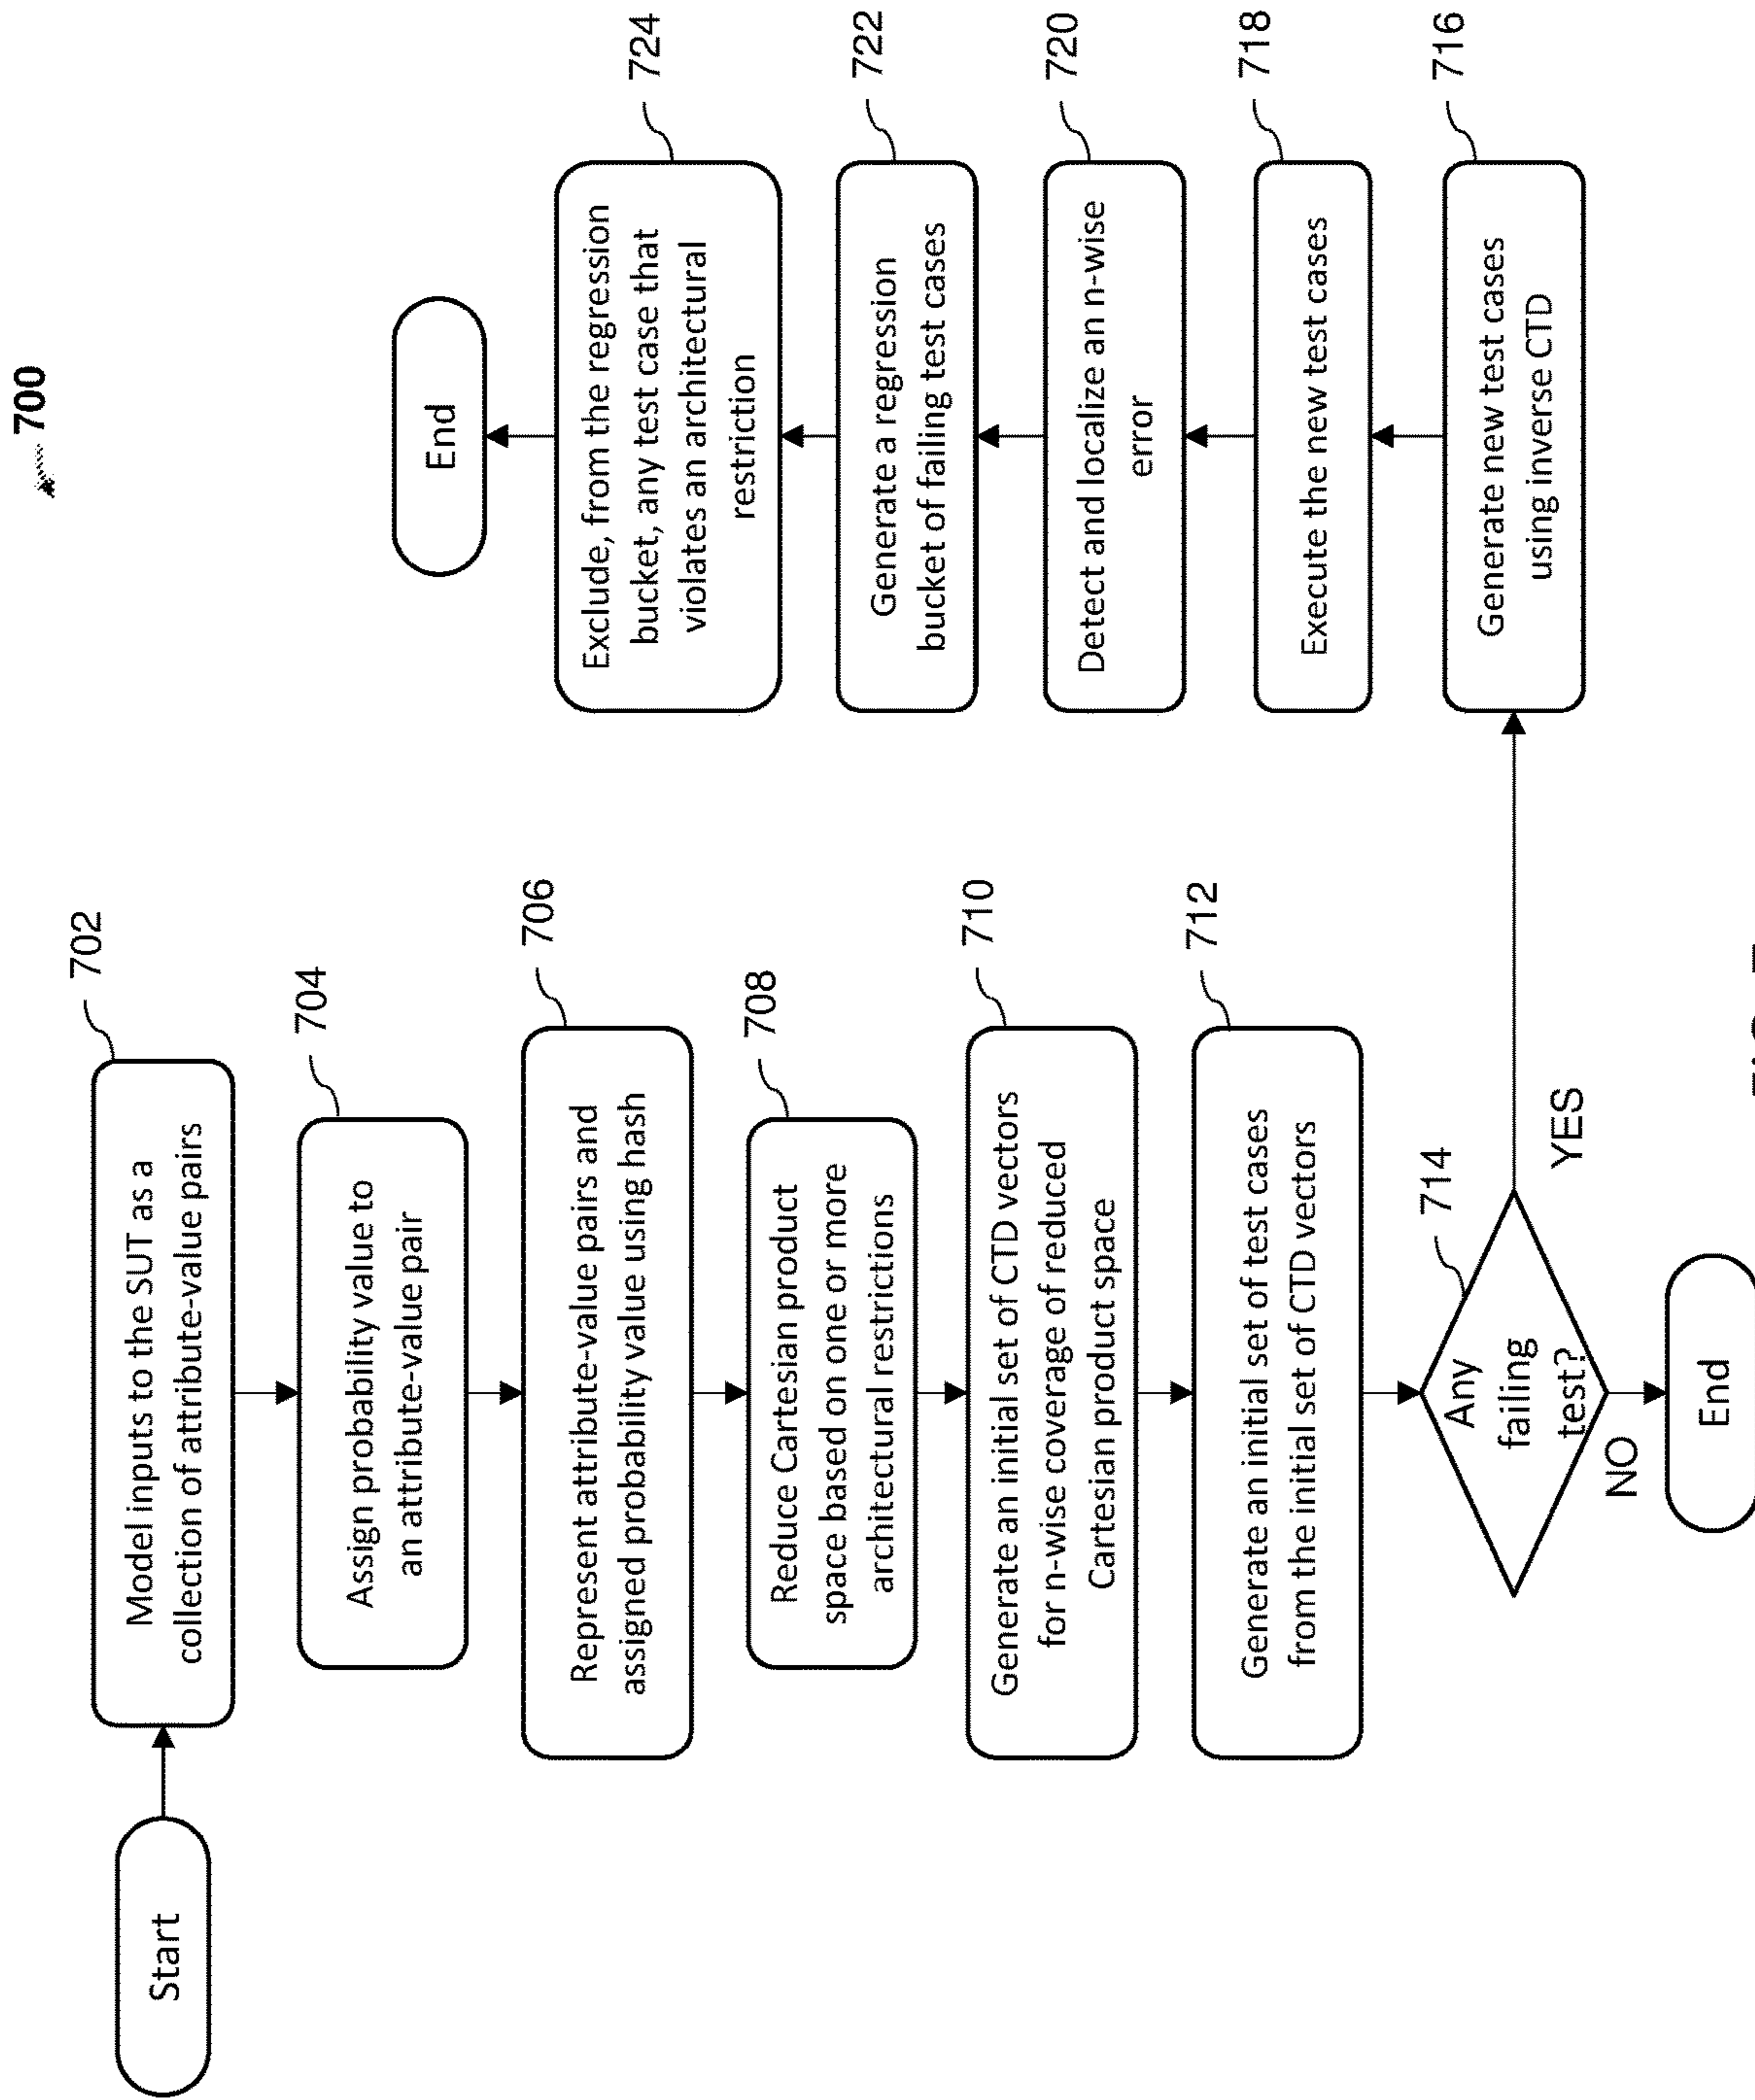 700
Start
702
Model inputs to the SUT as a
collection of attribute-value pairs
704
Assign probability value to
an attribute-value pair
706
Represent attribute-value pairs and
assigned probability value using hash
708
Reduce Cartesian product
space based on one or more
architectural restrictions
710
Generate an initial set of CTD vectors
for n-wise coverage of reduced
Cartesian product space
712
Generate an initial set of test cases
from the initial set of CTD vectors
714
Any
failing
test?
NO
YES
End
716
Generate new test cases
using inverse CTD
718
Execute the new test cases
720
Detect and localize an n-wise
error
722
Generate a regression
bucket of failing test cases
724
Exclude, from the regression
bucket, any test case that
violates an architectural
restriction
End